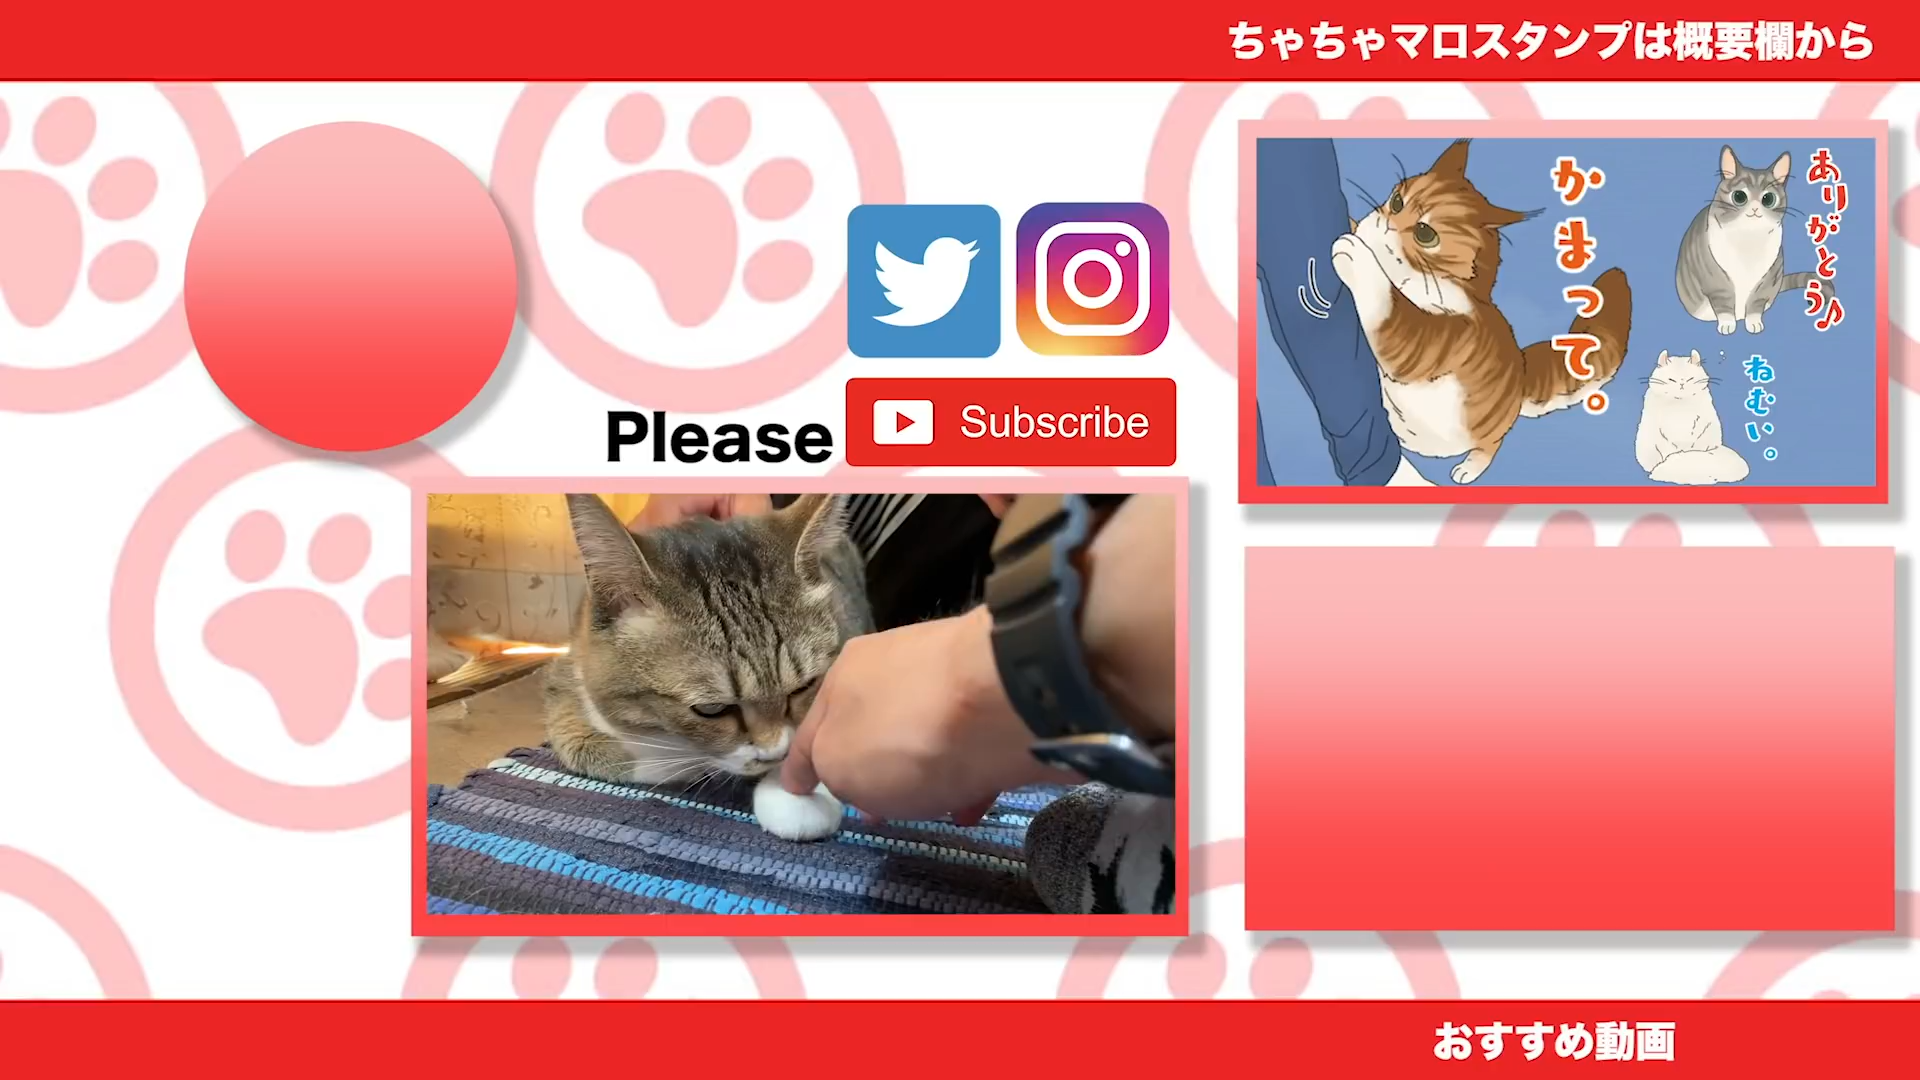 ちゃちゃマロスタンプは概要欄から
かまって。
ありがとう♪
ねむい。
Please
Subscribe
おすすめ動画